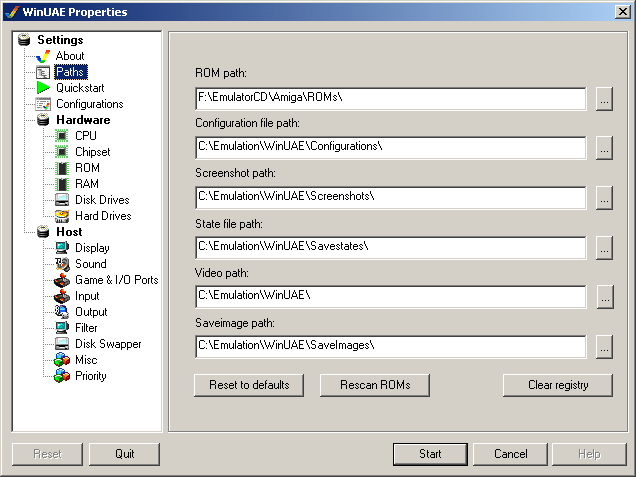 WinUAE Properties
Settings
About
Paths
Quickstart
Configurations
Hardware
CPU
Chipset
ROM
RAM
Disk Drives
Hard Drives
Host
Display
Sound
Game & I/O Ports
Input
Output
Filter
Disk Swapper
Misc
Priority
ROM path:
F:\EmulatorCD\Amiga\ROMs\
...
Configuration file path:
C:\Emulation\WinUAE\Configurations\
...
Screenshot path:
C:\Emulation\WinUAE\Screenshots\
...
State file path:
C:\Emulation\WinUAE\Savestates\
...
Video path:
C:\Emulation\WinUAE\
...
Saveimage path:
C:\Emulation\WinUAE\SaveImages\
...
Reset to defaults
Rescan ROMs
Clear registry
Reset
Quit
Start
Cancel
Help